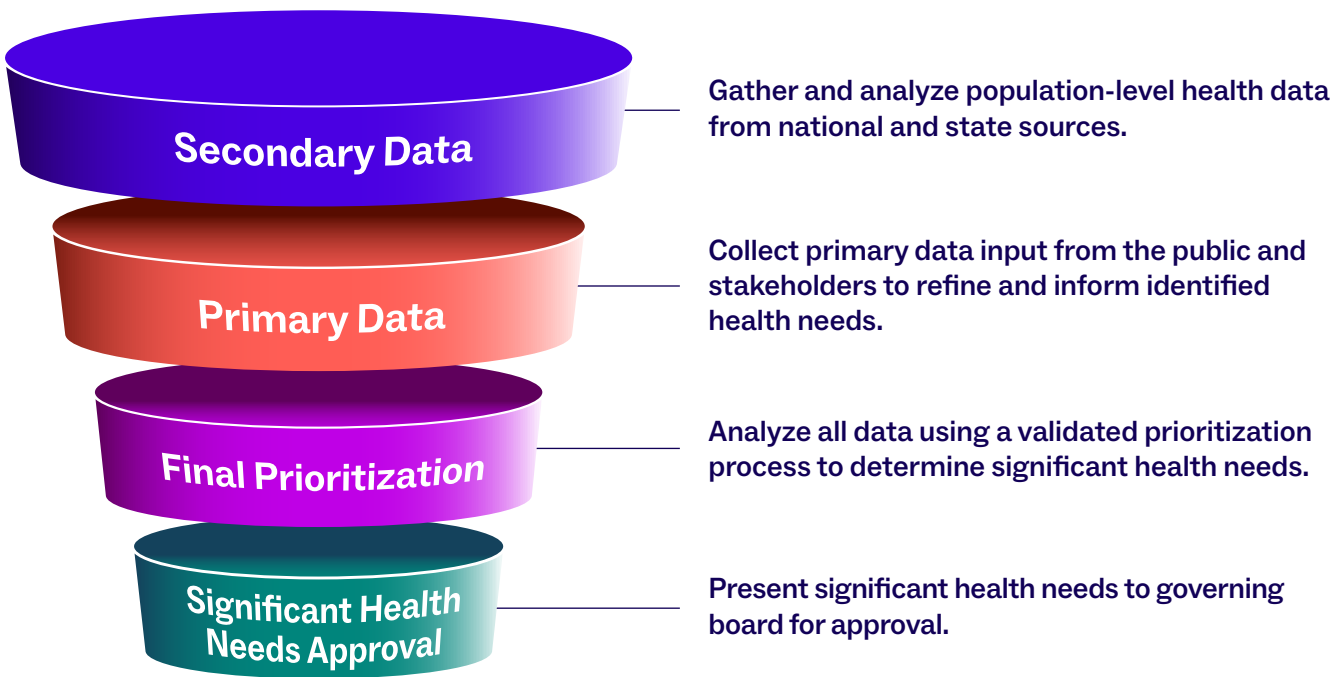 Secondary Data
Gather and analyze population-level health data
from national and state sources.
Primary Data
Collect primary data input from the public and
stakeholders to refine and inform identified
health needs.
Final Prioritization
Analyze all data using a validated prioritization
process to determine significant health needs.
Significant Health
Needs Approval
Present significant health needs to governing
board for approval.